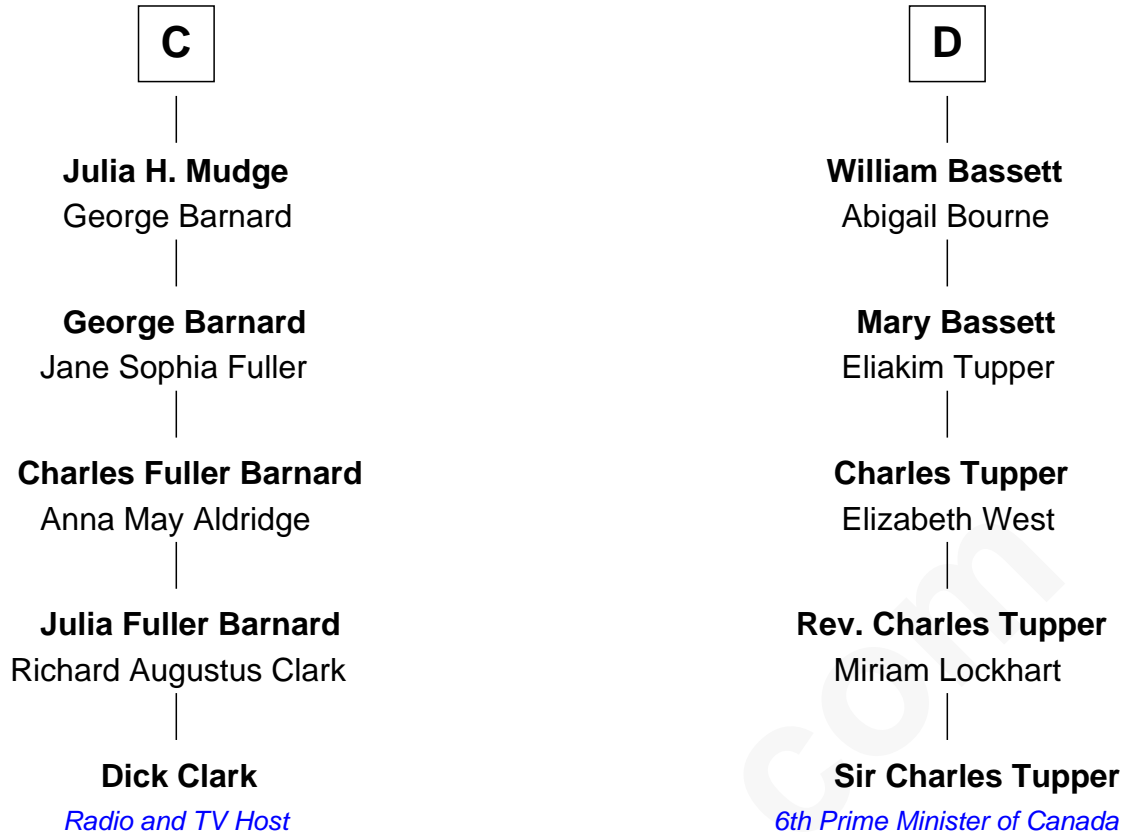 C
Julia H. Mudge
George Barnard
George Barnard
Jane Sophia Fuller
Charles Fuller Barnard
Anna May Aldridge
Julia Fuller Barnard
Richard Augustus Clark
Dick Clark
Radio and TV Host
D
William Bassett
Abigail Bourne
Mary Bassett
Eliakim Tupper
Charles Tupper
Elizabeth West
Rev. Charles Tupper
Miriam Lockhart
Sir Charles Tupper
6th Prime Minister of Canada
com